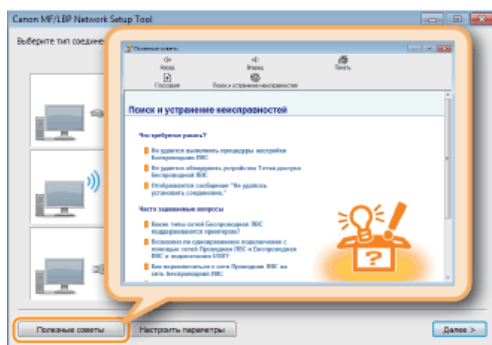 Canon MF/LBP Network Setup Tool
Выберите тип соедине
Полезные советы
Назад
Вперед
Печать
Глоссарий
Поиск и устранение неисправностей
Поиск и устранение неисправностей
Что требуется узнать?
Не удается выполнить процедуры настройки
Беспроводная ЛВС
Не удается обнаружить устройство Точка доступа
Беспроводной ЛВС
Отображается сообщение "Не удалось
установить соединение."
Часто задаваемые вопросы
Какие типы сетей Беспроводная ЛВС
поддерживаются принтером?
Возможно ли одновременное подключение с
помощью сетей Проводная ЛВС и Беспроводная
ЛВС и подключения USB?
Как переключиться с сети Проводная ЛВС на
сеть Беспроводная ЛВС
?
Полезные советы
Настроить параметры
Далее >